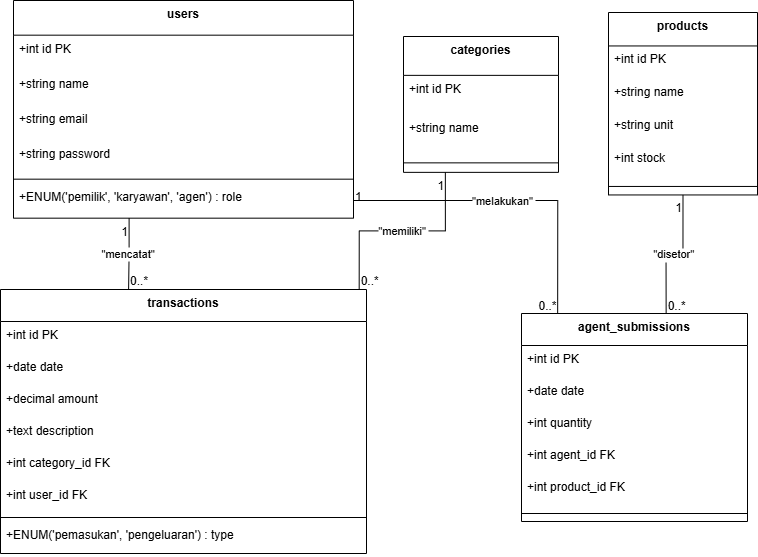 users
+int id PK
+string name
+string email
+string password
+ENUM('pemilik', 'karyawan', 'agen') : role
categories
+int id PK
+string name
products
+int id PK
+string name
+string unit
+int stock
1
"mencatat"
0..*
1
"memiliki"
0..*
1
"melakukan"
0..*
1
"disetor"
0..*
transactions
+int id PK
+date date
+decimal amount
+text description
+int category_id FK
+int user_id FK
+ENUM('pemasukan', 'pengeluaran') : type
agent_submissions
+int id PK
+date date
+int quantity
+int agent_id FK
+int product_id FK